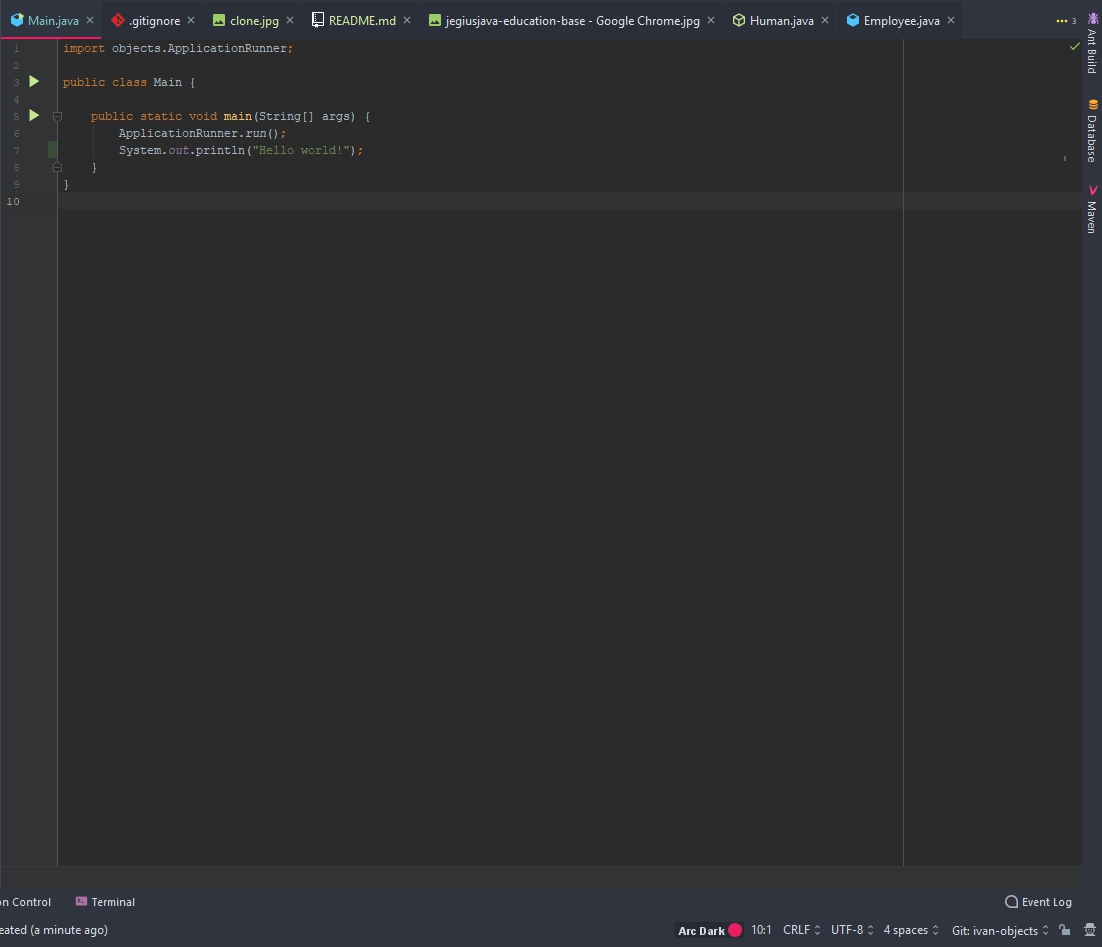 Main.java
.gitignore
clone.jpg
README.md
jegiusjava-education-base - Google Chrome.jpg
Human.java
Employee.java
3
1 import objects.ApplicationRunner;
2
3 public class Main {
4
5 public static void main(String[] args) {
6 ApplicationRunner.run();
7 System.out.println("Hello world!");
8 }
9 }
10
Ant Build
Database
Maven
on Control
Terminal
Event Log
eated (a minute ago)
Arc Dark
10:1
CRLF
UTF-8
4 spaces
Git: ivan-objects